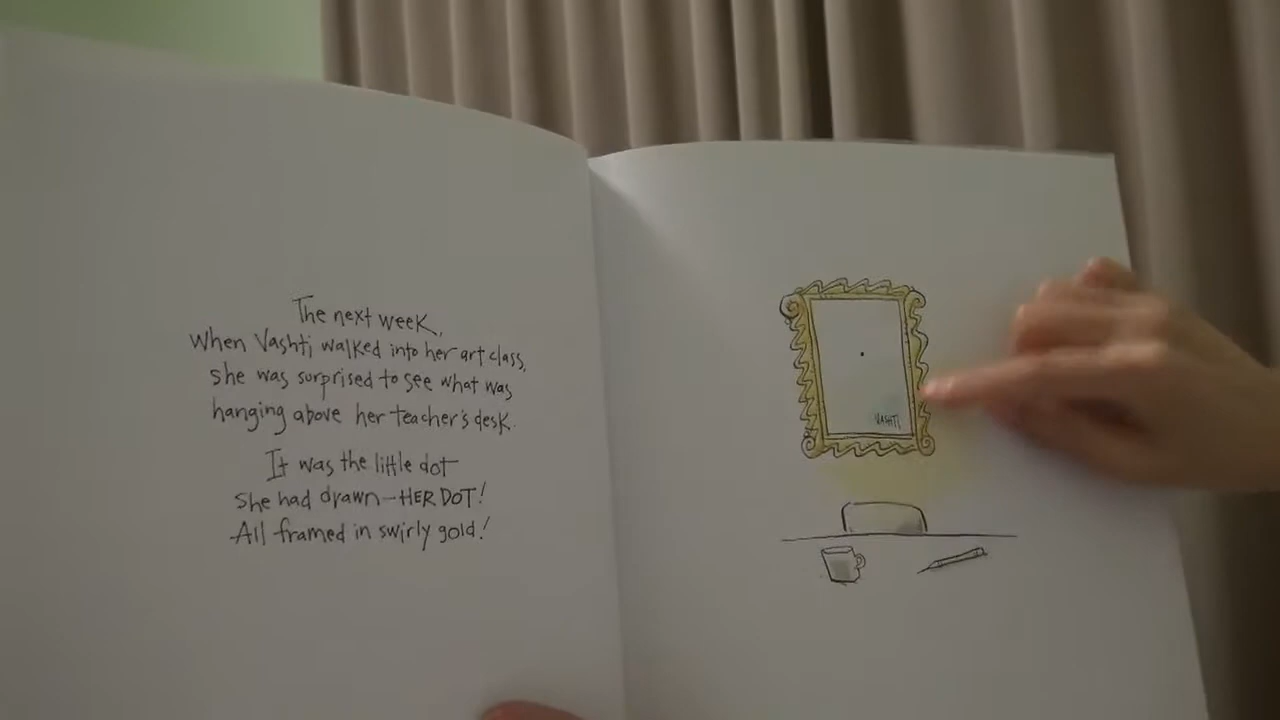 The next week,
when Vashti walked into her art class,
she was surprised to see what was
hanging above her teacher's desk.
It was the little dot
she had drawn—HER DOT!
All framed in swirly gold!
VASHTI